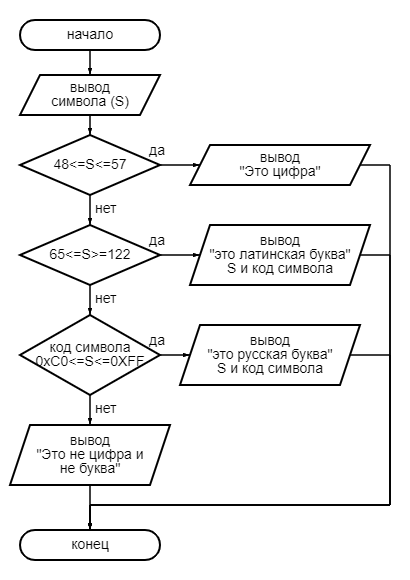 начало
вывод
символа (S)
48<=S<=57
да
вывод
"Это цифра"
нет
65<=S>=122
да
вывод
"это латинская буква"
S и код символа
нет
код символа
0xC0<=S<=0XFF
да
вывод
"это русская буква"
S и код символа
нет
вывод
"Это не цифра и
не буква"
конец